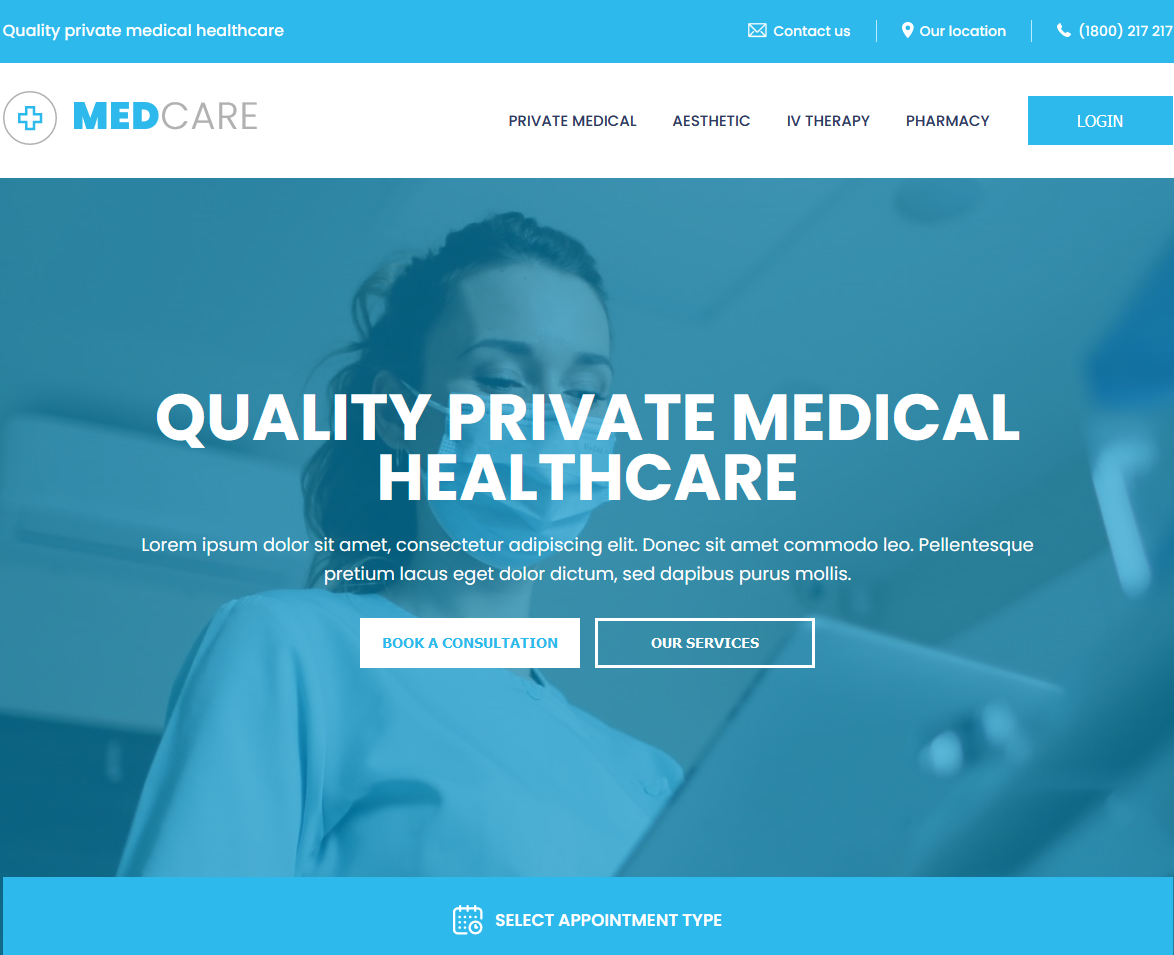 Quality private medical healthcare
Contact us
Our location
(1800) 217 217
MEDCARE
PRIVATE MEDICAL
AESTHETIC
IV THERAPY
PHARMACY
LOGIN
QUALITY PRIVATE MEDICAL
HEALTHCARE
Lorem ipsum dolor sit amet, consectetur adipiscing elit. Donec sit amet commodo leo. Pellentesque
pretium lacus eget dolor dictum, sed dapibus purus mollis.
BOOK A CONSULTATION
OUR SERVICES
SELECT APPOINTMENT TYPE